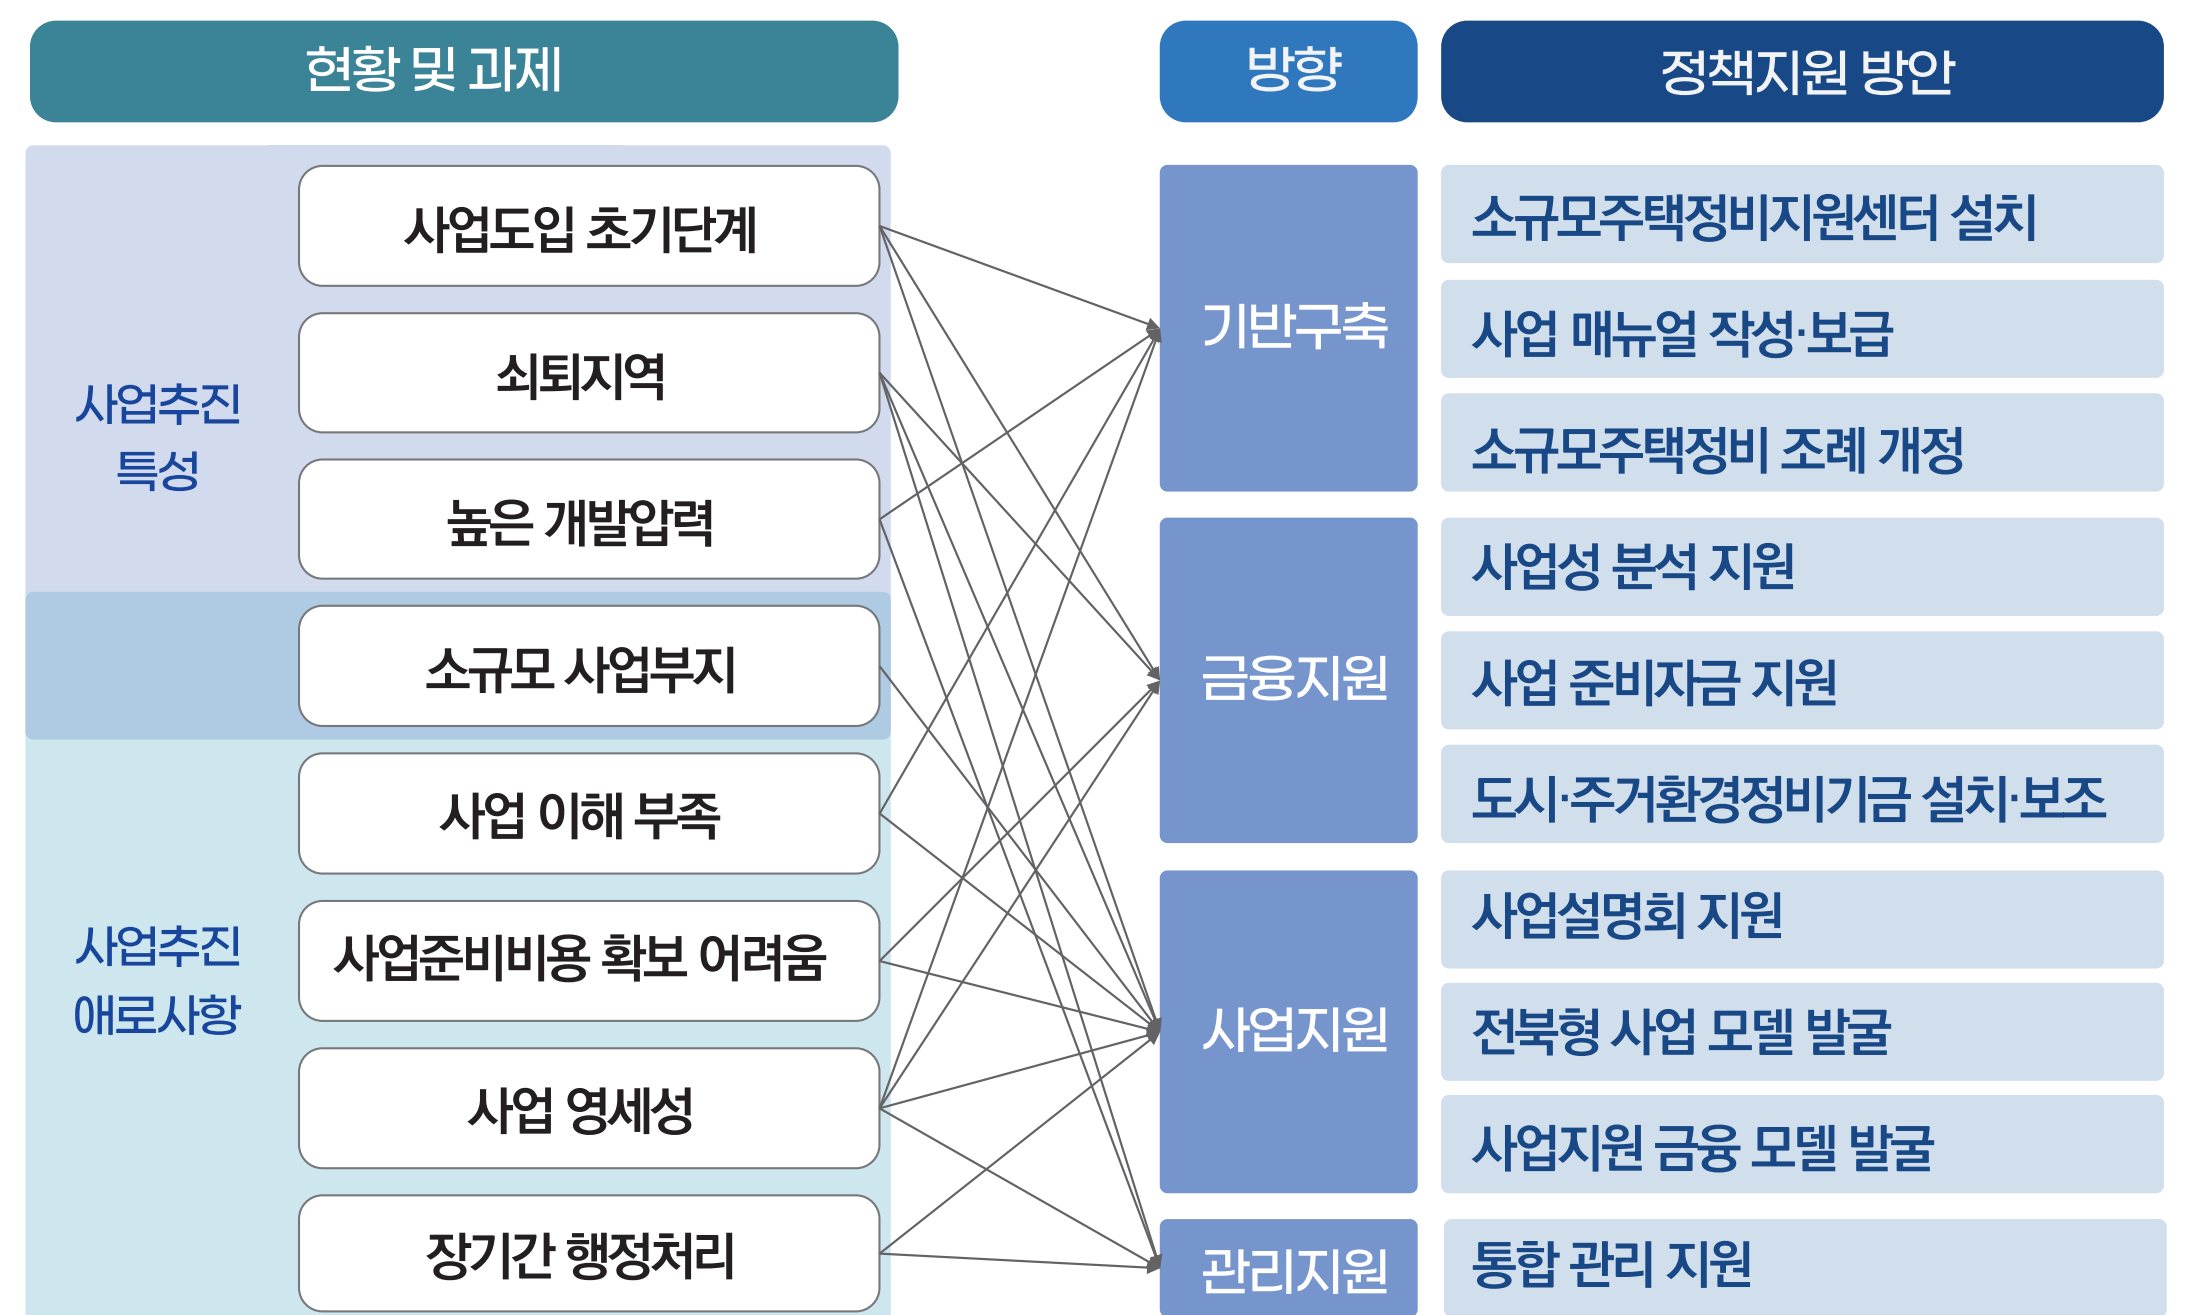 현황 및 과제
방향
정책지원 방안
사업추진
특성
사업도입 초기단계
쇠퇴지역
높은 개발압력
소규모 사업부지
사업추진
애로사항
사업 이해 부족
사업준비비용 확보 어려움
사업 영세성
장기간 행정처리
기반구축
소규모주택정비지원센터 설치
사업 매뉴얼 작성·보급
소규모주택정비 조례 개정
금융지원
사업성 분석 지원
사업 준비자금 지원
도시·주거환경정비기금 설치·보조
사업지원
사업설명회 지원
전북형 사업 모델 발굴
사업지원 금융 모델 발굴
관리지원
통합 관리 지원